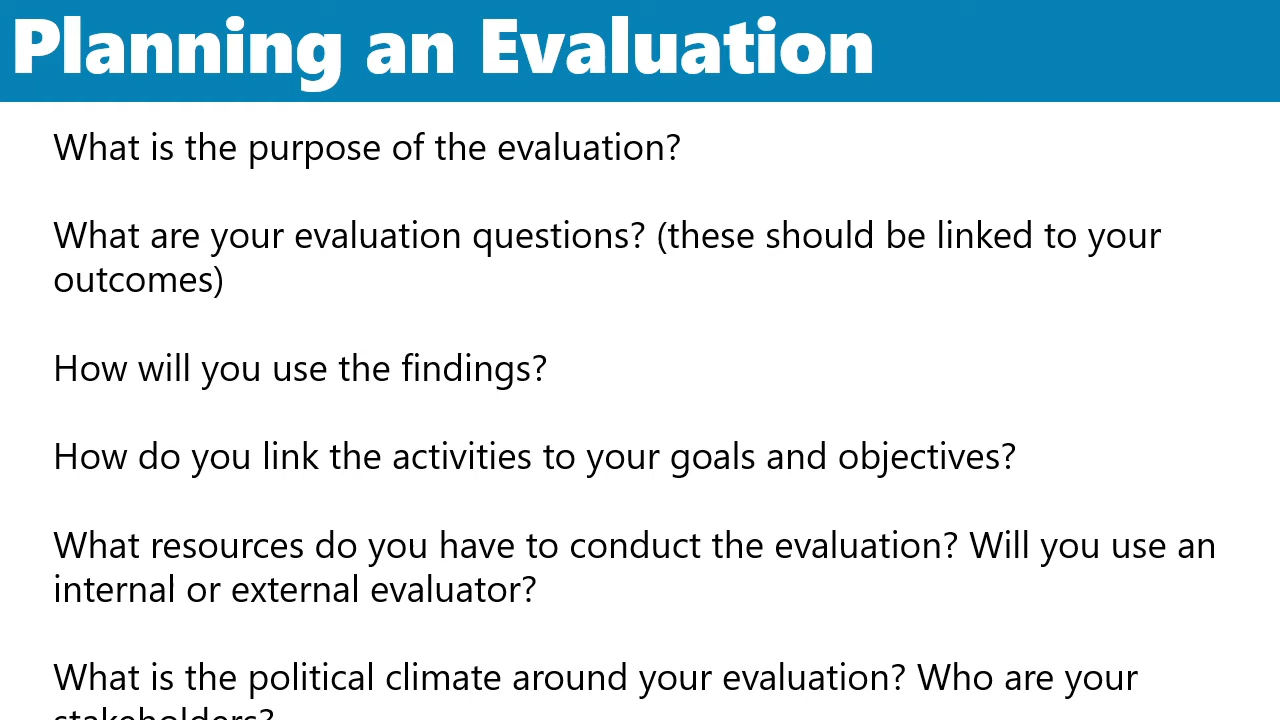 Planning an Evaluation
What is the purpose of the evaluation?
What are your evaluation questions? (these should be linked to your
outcomes)
How will you use the findings?
How do you link the activities to your goals and objectives?
What resources do you have to conduct the evaluation? Will you use an
internal or external evaluator?
What is the political climate around your evaluation? Who are your
stakeholders?